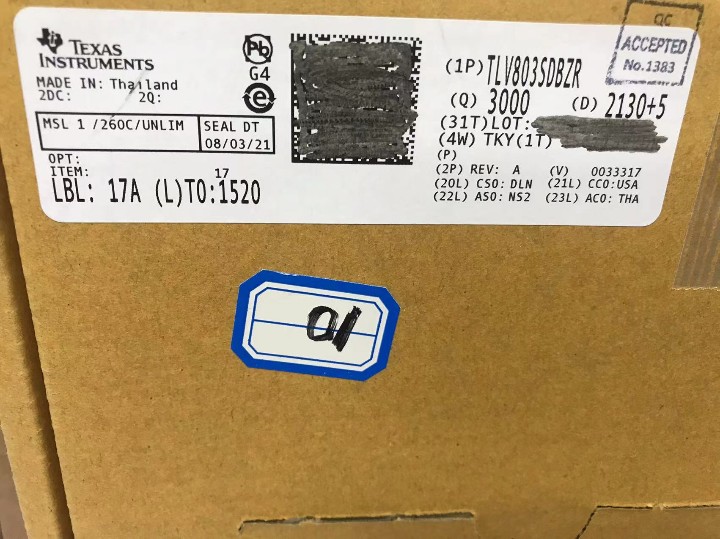 TEXAS
INSTRUMENTS
MADE IN: Thailand
2DC: 2Q:
MSL 1 /260C/UNLIM
SEAL DT
08/03/21
OPT:
ITEM: 17
LBL: 17A (L)TO:1520
Pb
G4
e
(1P)TLV803SDBZR
(Q) 3000 (D) 2130+5
(31T)LOT:
(4W) TKY(1T)
(P)
(2P) REV: A (V) 0033317
(20L) CSO: DLN (21L) CCO:USA
(22L) ASO: NS2 (23L) ACO: THA
QC
ACCEPTED
No.1383
01